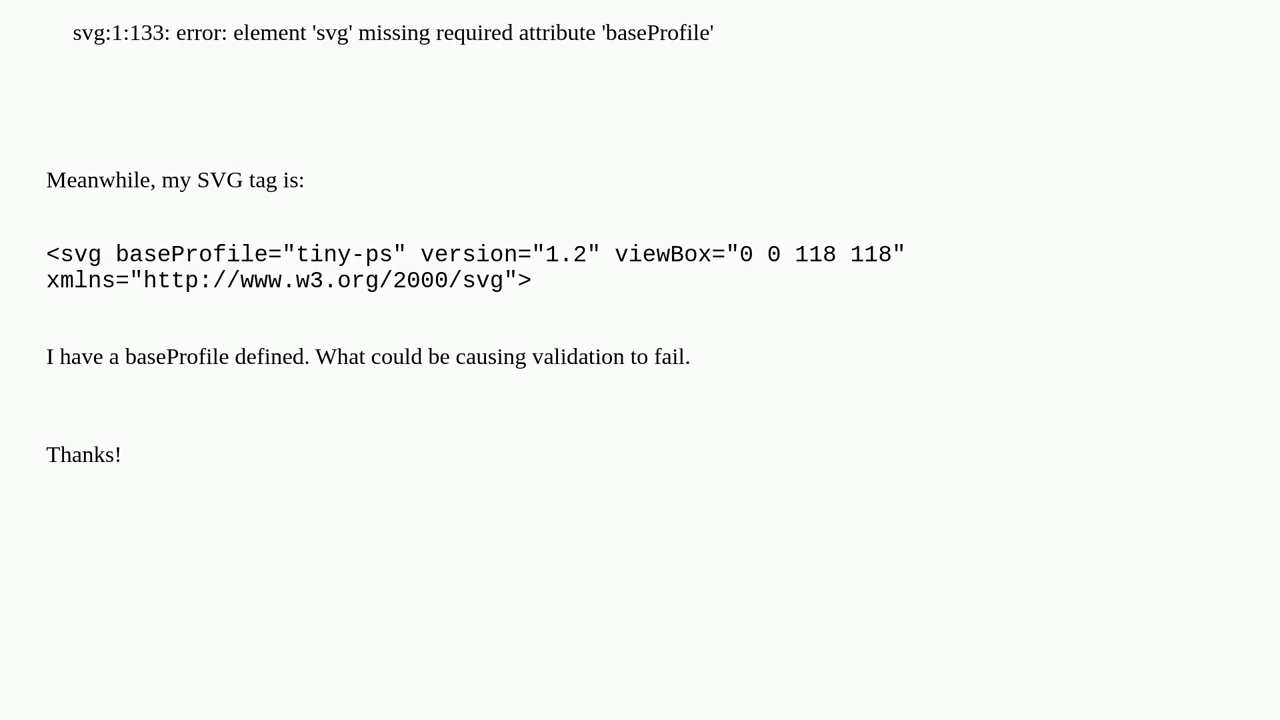 svg:1:133: error: element 'svg' missing required attribute 'baseProfile'
Meanwhile, my SVG tag is:
<svg baseProfile="tiny-ps" version="1.2" viewBox="0 0 118 118"
xmlns="http://www.w3.org/2000/svg">
I have a baseProfile defined. What could be causing validation to fail.
Thanks!